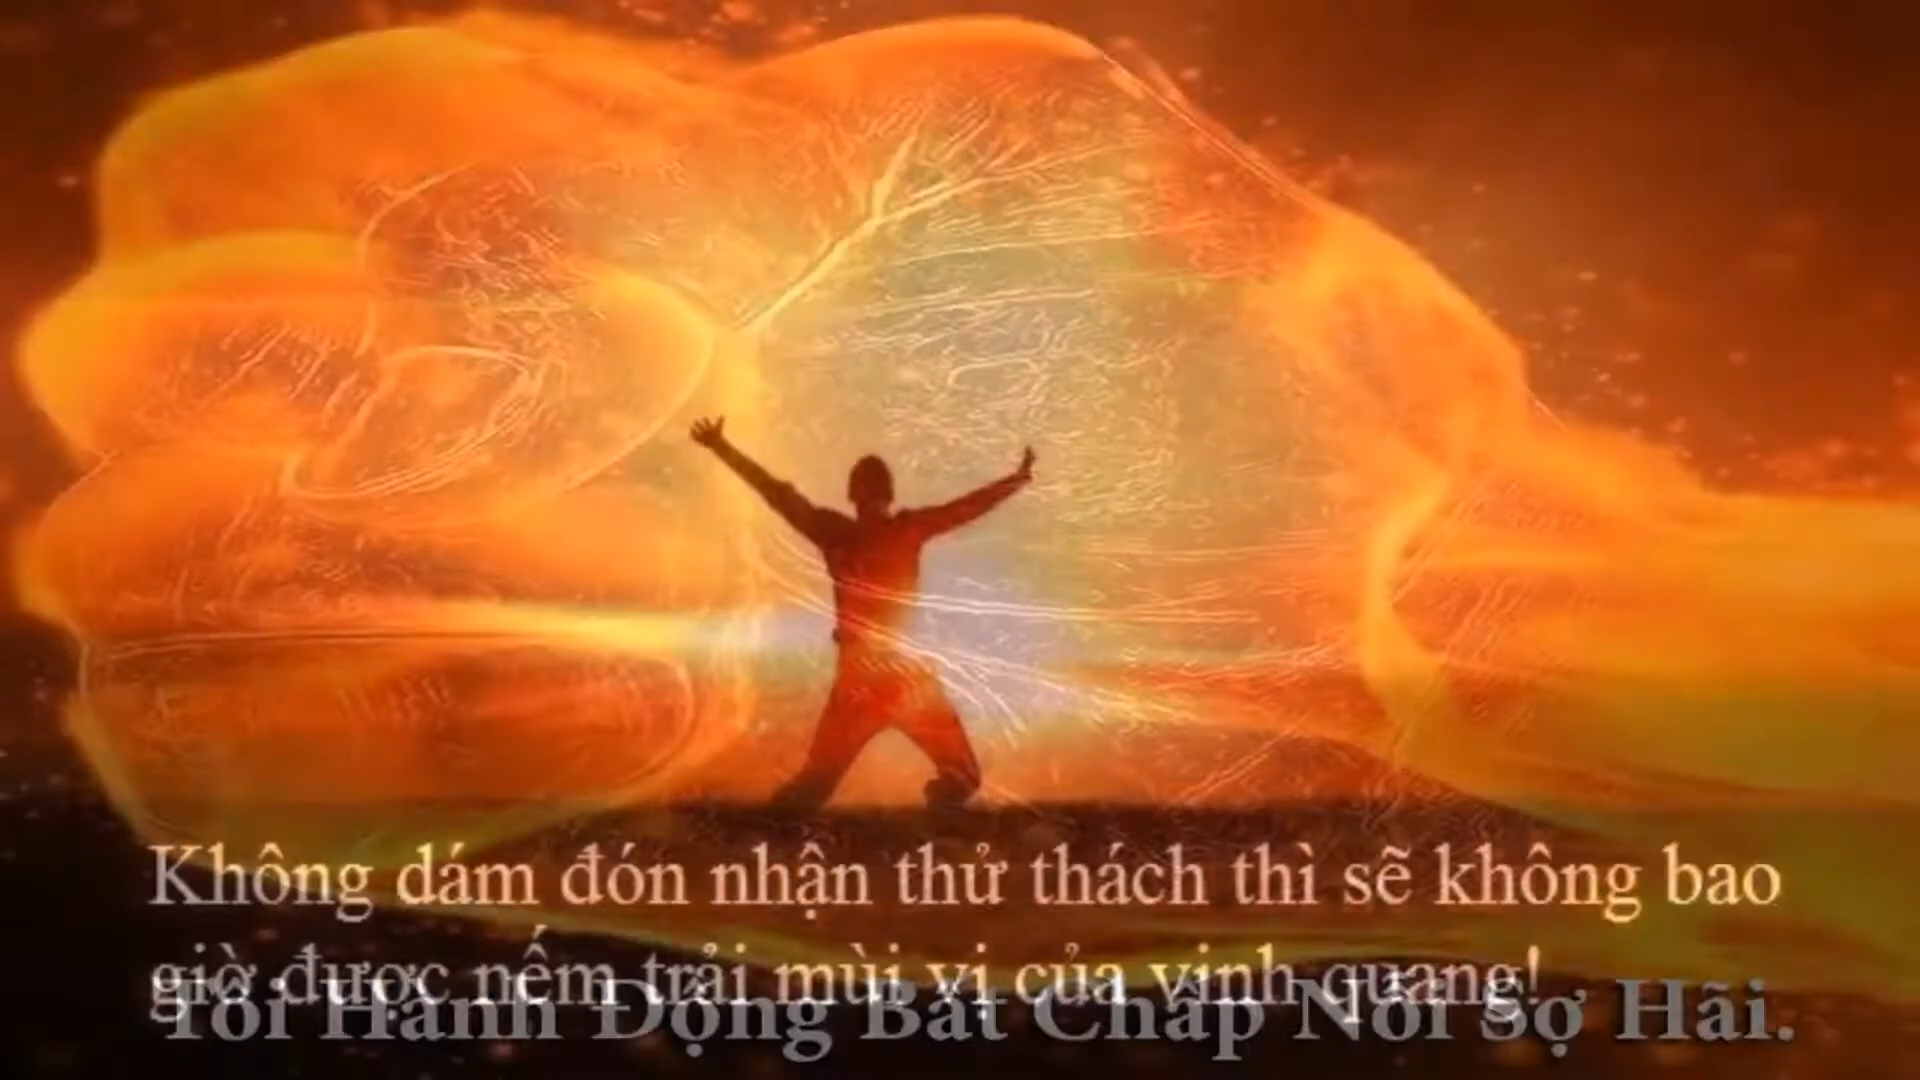 Không dám đón nhận thử thách thì sẽ không bao
giờ được nếm trải mùi vị của vinh quang!
Tôi Hành Động Bất Chấp Nỗi Sợ Hãi.